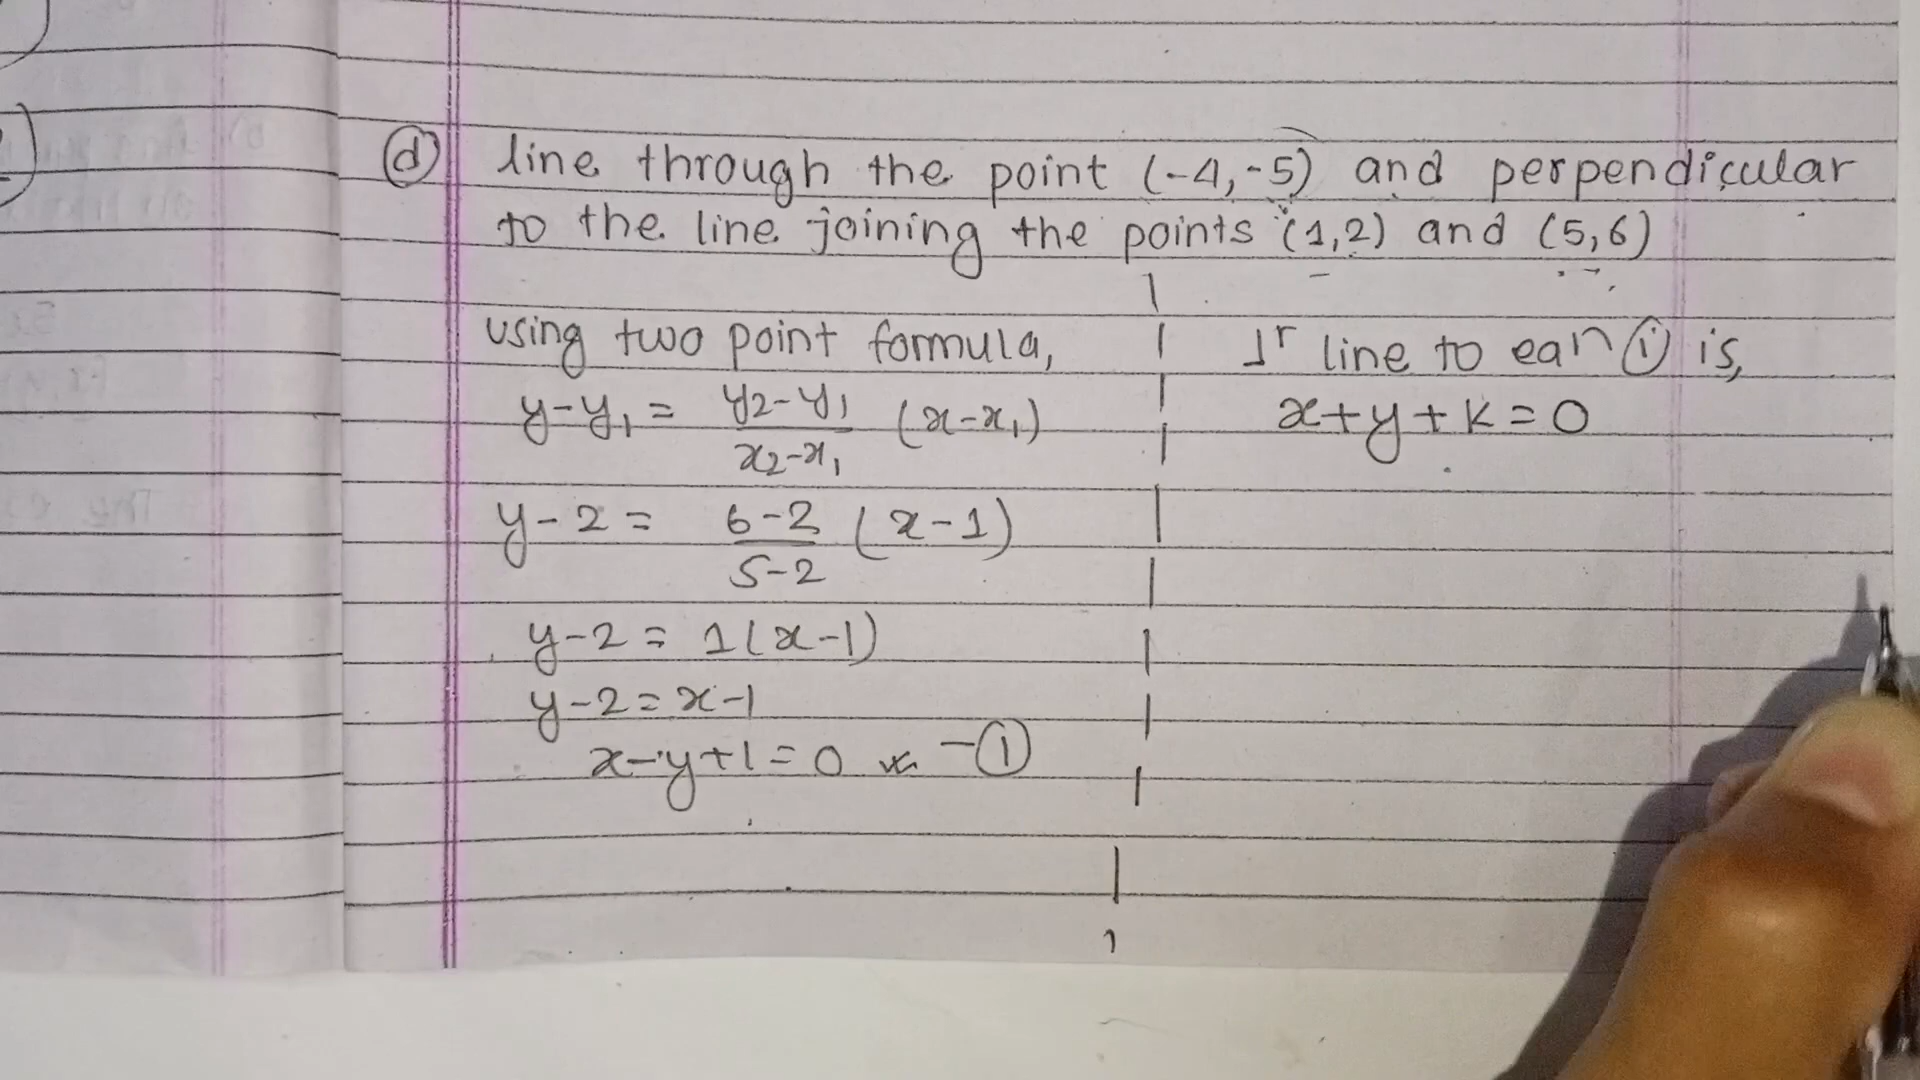 (d) line through the point (-4,-5) and perpendicular
to the line joining the points (1,2) and (5,6)
using two point formula,
y-y₁ = y₂-y₁/x₂-x₁ (x-x₁)
y-2 = 6-2/5-2 (x-1)
y-2 = 1(x-1)
y-2 = x-1
x-y+1=0 -①
⊥r line to eqn ① is,
x+y+k=0